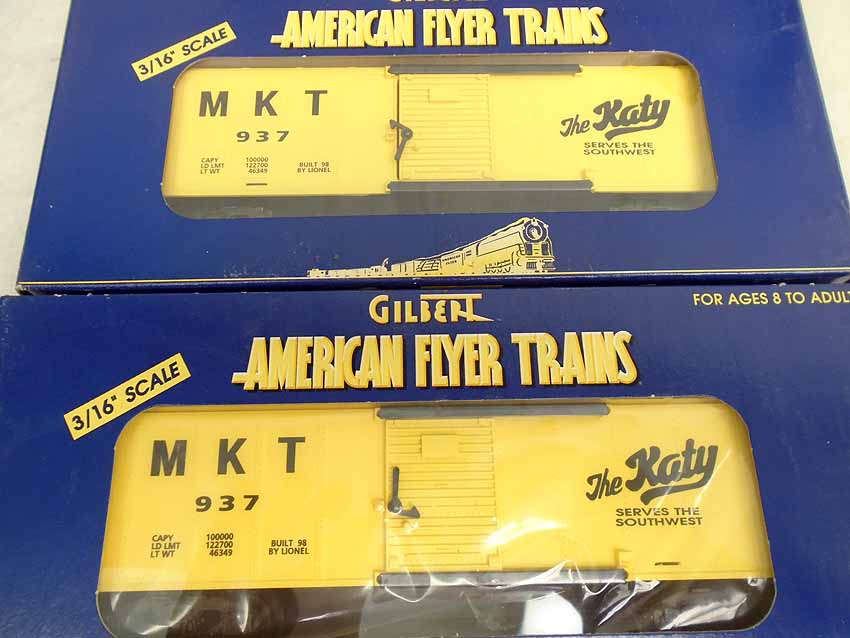 AMERICAN FLYER TRAINS
3/16" SCALE
M K T
937
CAPY 100000
LD LMT 122700
LT WT 46349
BUILT 98
BY LIONEL
The Katy
SERVES THE
SOUTHWEST
AMERICAN
FLYER
GILBERT
FOR AGES 8 TO ADULT
AMERICAN FLYER TRAINS
3/16" SCALE
M K T
937
CAPY 100000
LD LMT 122700
LT WT 46349
BUILT 98
BY LIONEL
The Katy
SERVES THE
SOUTHWEST